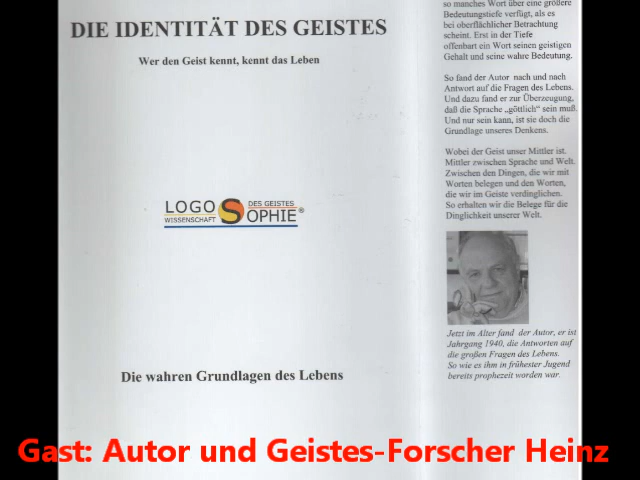 DIE IDENTITÄT DES GEISTES
Wer den Geist kennt, kennt das Leben
LOGO SOPHIE®
WISSENSCHAFT DES GEISTES
Die wahren Grundlagen des Lebens
so manches Wort über eine größere
Bedeutungstiefe verfügt, als es
bei oberflächlicher Betrachtung
scheint. Erst in der Tiefe
offenbart ein Wort seinen geistigen
Gehalt und seine wahre Bedeutung.
So fand der Autor nach und nach
Antwort auf die Fragen des Lebens.
Und dazu fand er zur Überzeugung,
daß die Sprache „göttlich“ sein muß.
Und nur sein kann, ist sie doch die
Grundlage unseres Denkens.
Wobei der Geist unser Mittler ist.
Mittler zwischen Sprache und Welt.
Zwischen den Dingen, die wir mit
Worten belegen und den Worten,
die wir im Geiste verdinglichen.
So erhalten wir die Belege für die
Dinglichkeit unserer Welt.
Jetzt im Alter fand der Autor, er ist
Jahrgang 1940, die Antworten auf
die großen Fragen des Lebens.
So wie es ihm in frühester Jugend
bereits prophezeit worden war.
Gast: Autor und Geistes-Forscher Heinz